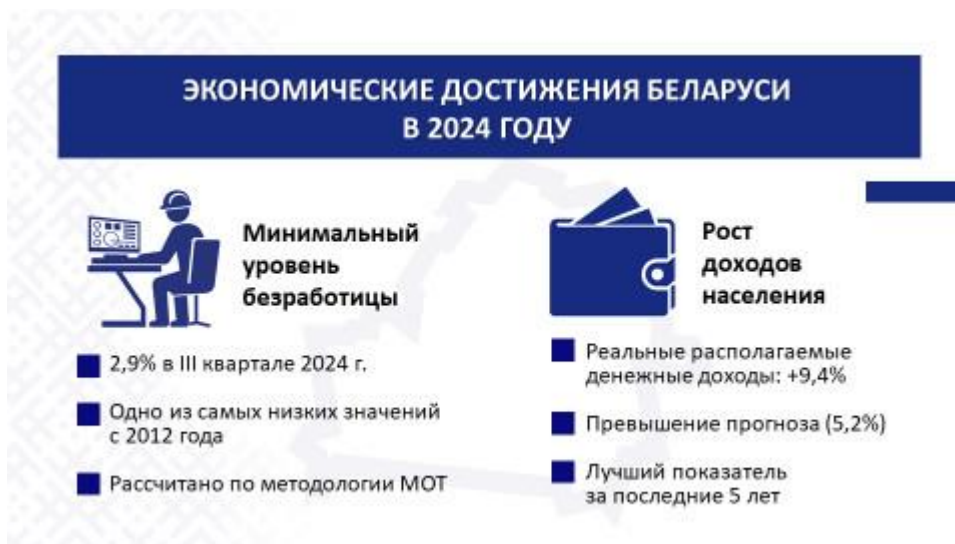 ЭКОНОМИЧЕСКИЕ ДОСТИЖЕНИЯ БЕЛАРУСИ
В 2024 ГОДУ
Минимальный
уровень
безработицы
2,9% в III квартале 2024 г.
Одно из самых низких значений
с 2012 года
Рассчитано по методологии МОТ
Рост
доходов
населения
Реальные располагаемые
денежные доходы: +9,4%
Превышение прогноза (5,2%)
Лучший показатель
за последние 5 лет